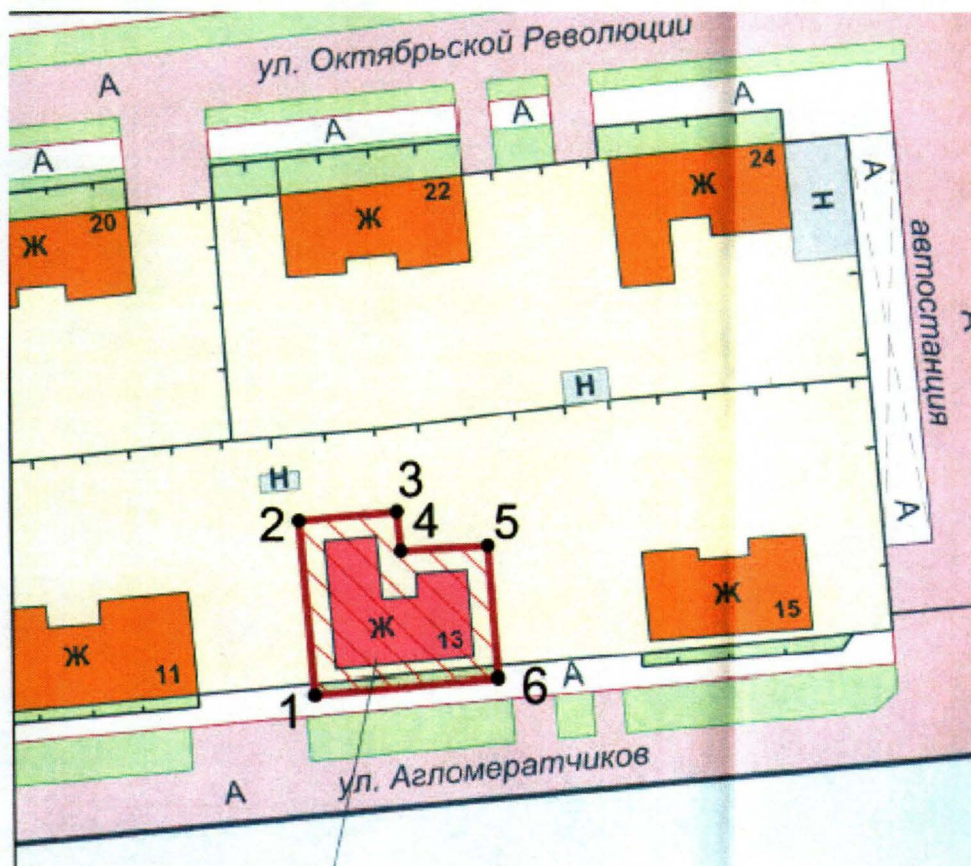 ул. Октябрьской Революции
А
А
А
А
А
20
Ж
22
Ж
24
Ж
Н
А
автостанция
Н
Н
А
2
3
4
5
1
6
Ж
13
Ж
11
Ж
15
А
ул. Агломератчиков
А